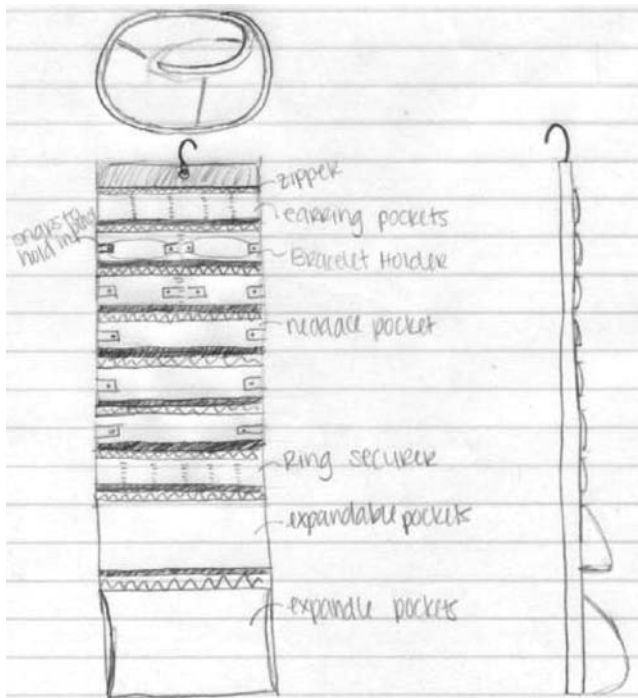 zipper
earring pockets
snaps to
hold in place
Bracelet Holder
necklace pocket
Ring securer
expandable pockets
expandle pockets